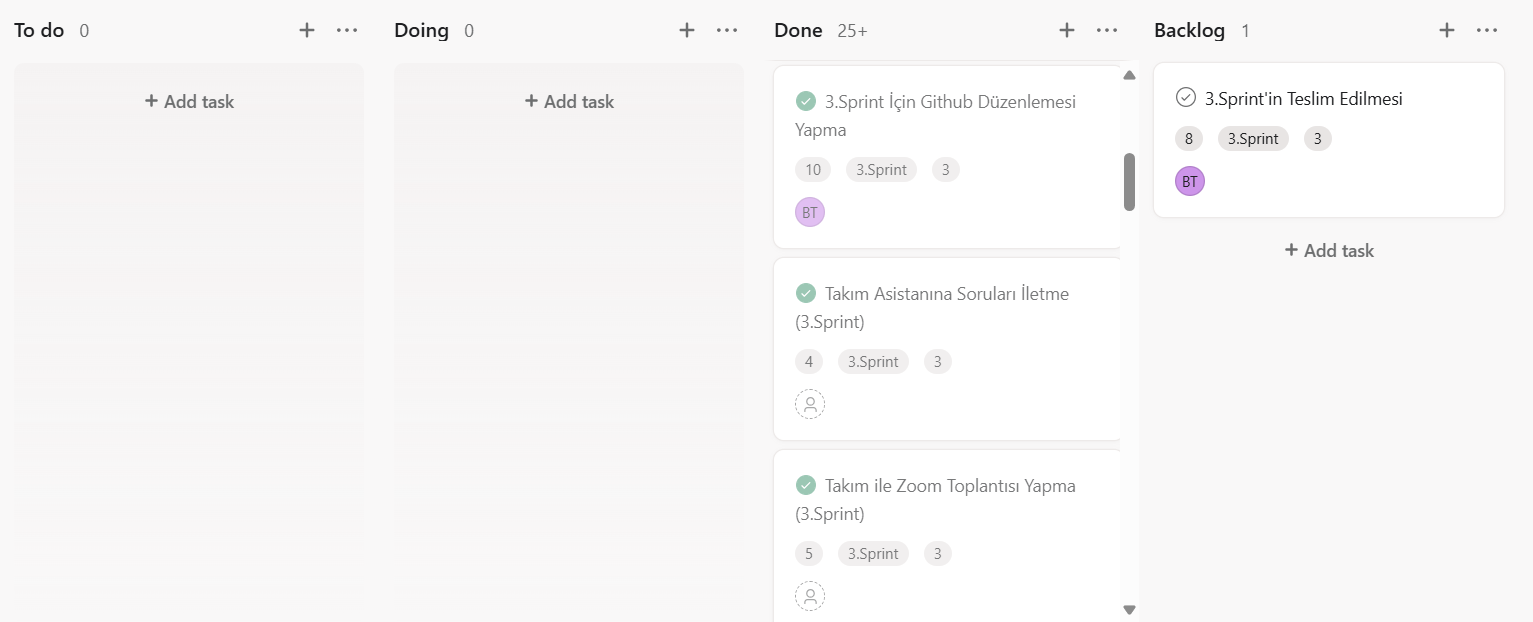 To do 0
+ Add task
Doing 0
+ Add task
Done 25+
3.Sprint İçin Github Düzenlemesi
Yapma
10 3.Sprint 3
BT
Takım Asistanına Soruları İletme
(3.Sprint)
4 3.Sprint 3
Takım ile Zoom Toplantısı Yapma
(3.Sprint)
5 3.Sprint 3
Backlog 1
3.Sprint'in Teslim Edilmesi
8 3.Sprint 3
BT
+ Add task